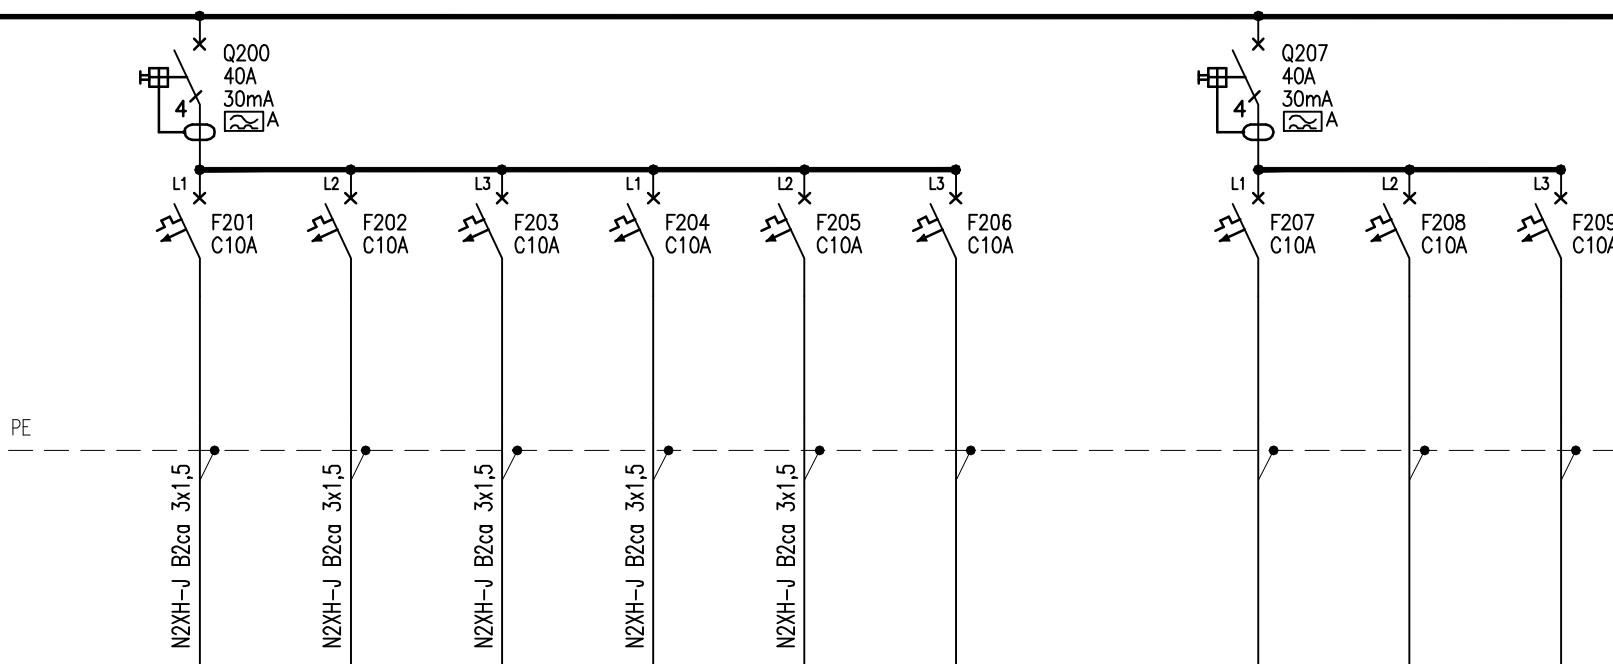 Q200
40A
30mA
4
A
Q207
40A
30mA
4
A
L1
L2
L3
L1
L2
L3
L1
L2
L3
F201
C10A
F202
C10A
F203
C10A
F204
C10A
F205
C10A
F206
C10A
F207
C10A
F208
C10A
F209
C10A
PE
N2XH-J B2ca 3x1,5
N2XH-J B2ca 3x1,5
N2XH-J B2ca 3x1,5
N2XH-J B2ca 3x1,5
N2XH-J B2ca 3x1,5